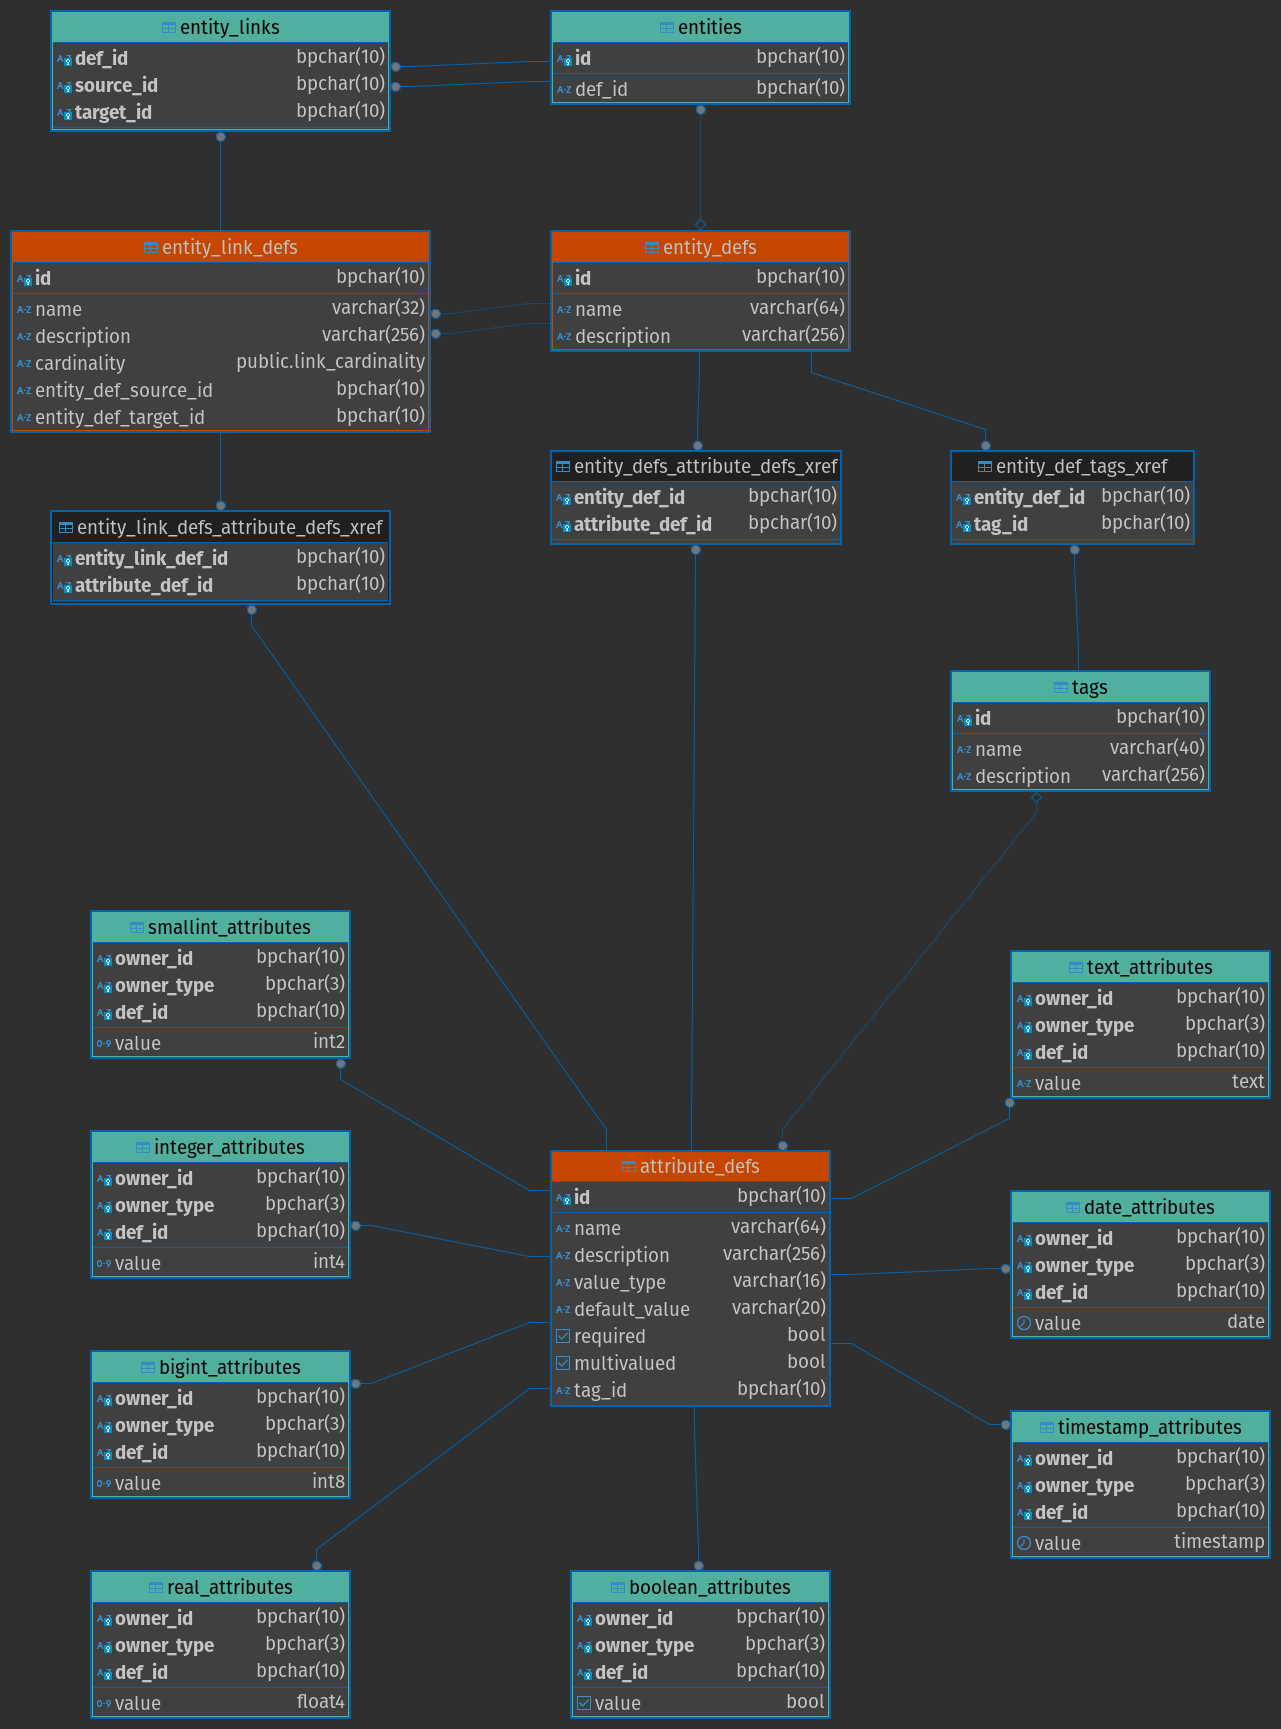 entity_links
def_id bpchar(10)
source_id bpchar(10)
target_id bpchar(10)
entities
id bpchar(10)
def_id bpchar(10)
entity_link_defs
id bpchar(10)
name varchar(32)
description varchar(256)
cardinality public.link_cardinality
entity_def_source_id bpchar(10)
entity_def_target_id bpchar(10)
entity_defs
id bpchar(10)
name varchar(64)
description varchar(256)
entity_link_defs_attribute_defs_xref
entity_link_def_id bpchar(10)
attribute_def_id bpchar(10)
entity_defs_attribute_defs_xref
entity_def_id bpchar(10)
attribute_def_id bpchar(10)
entity_def_tags_xref
entity_def_id bpchar(10)
tag_id bpchar(10)
tags
id bpchar(10)
name varchar(40)
description varchar(256)
smallint_attributes
owner_id bpchar(10)
owner_type bpchar(3)
def_id bpchar(10)
value int2
text_attributes
owner_id bpchar(10)
owner_type bpchar(3)
def_id bpchar(10)
value text
integer_attributes
owner_id bpchar(10)
owner_type bpchar(3)
def_id bpchar(10)
value int4
attribute_defs
id bpchar(10)
name varchar(64)
description varchar(256)
value_type varchar(16)
default_value varchar(20)
required bool
multivalued bool
tag_id bpchar(10)
date_attributes
owner_id bpchar(10)
owner_type bpchar(3)
def_id bpchar(10)
value date
bigint_attributes
owner_id bpchar(10)
owner_type bpchar(3)
def_id bpchar(10)
value int8
timestamp_attributes
owner_id bpchar(10)
owner_type bpchar(3)
def_id bpchar(10)
value timestamp
real_attributes
owner_id bpchar(10)
owner_type bpchar(3)
def_id bpchar(10)
value float4
boolean_attributes
owner_id bpchar(10)
owner_type bpchar(3)
def_id bpchar(10)
value bool